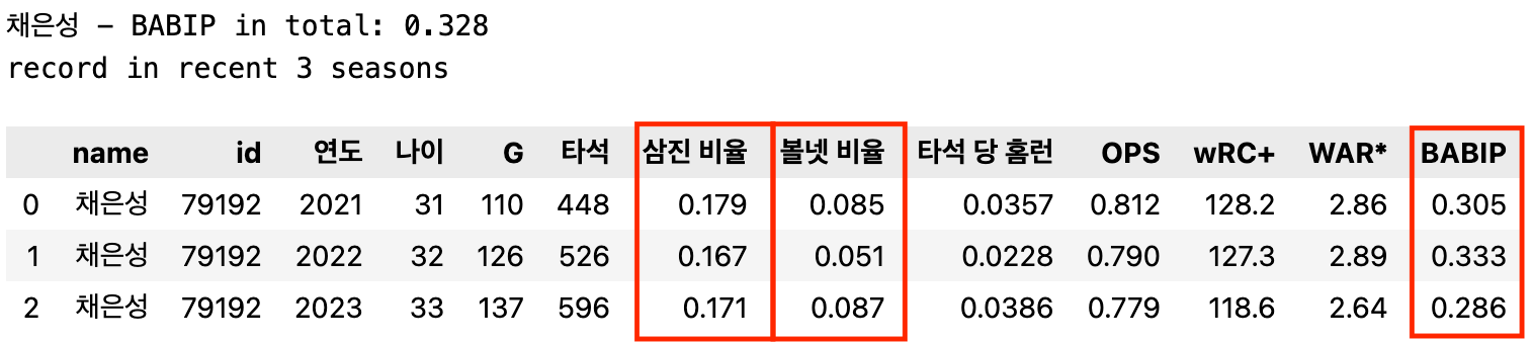 채은성 - BABIP in total: 0.328
record in recent 3 seasons
name id 연도 나이 G 타석 삼진 비율 볼넷 비율 타석 당 홈런 OPS wRC+ WAR* BABIP
0 채은성 79192 2021 31 110 448 0.179 0.085 0.0357 0.812 128.2 2.86 0.305
1 채은성 79192 2022 32 126 526 0.167 0.051 0.0228 0.790 127.3 2.89 0.333
2 채은성 79192 2023 33 137 596 0.171 0.087 0.0386 0.779 118.6 2.64 0.286